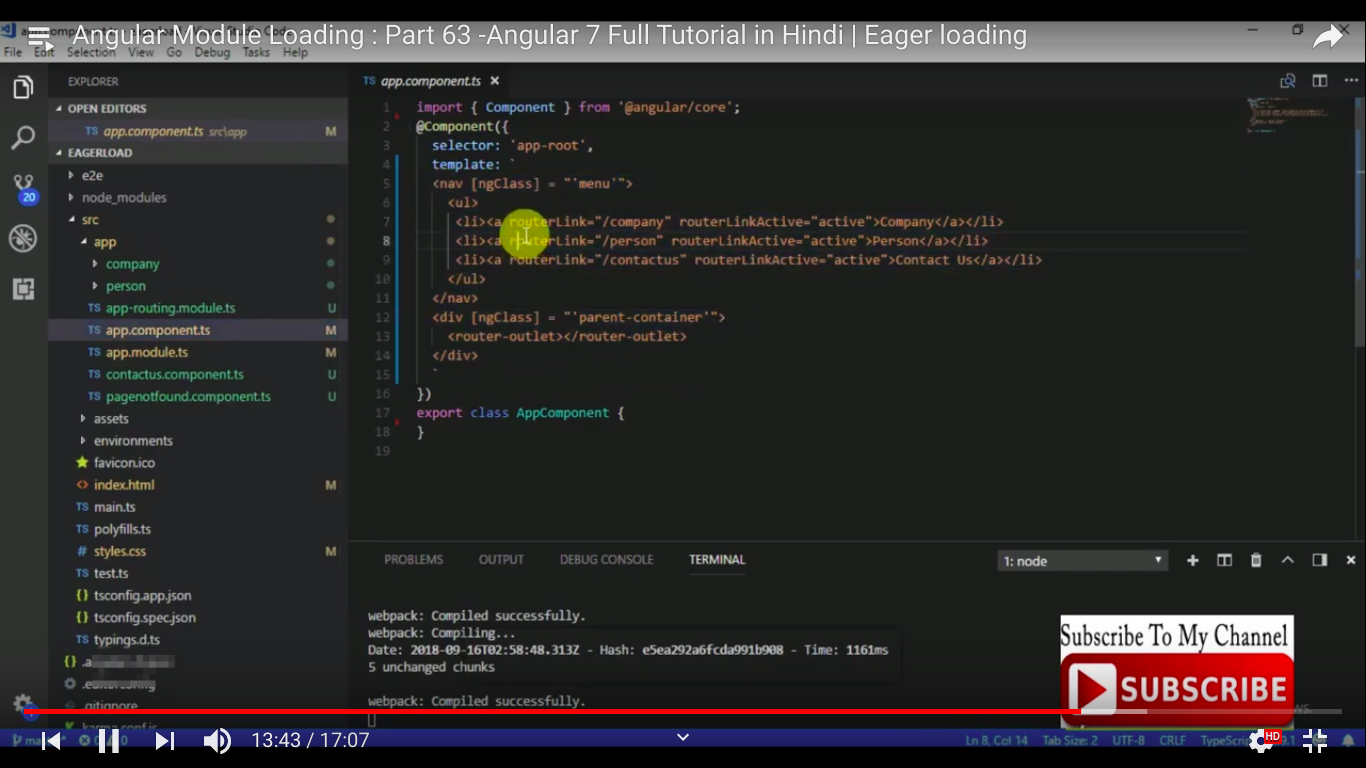 Angular Module Loading : Part 63 -Angular 7 Full Tutorial in Hindi | Eager loading
File Edit Selection View Go Debug Tasks Help
EXPLORER
OPEN EDITORS
TS app.component.ts src\app M
EAGERLOAD
e2e
node_modules
src
app
company
person
TS app-routing.module.ts U
TS app.component.ts M
TS app.module.ts M
TS contactus.component.ts U
TS pagenotfound.component.ts U
assets
environments
favicon.ico
<> index.html M
TS main.ts
TS polyfills.ts
# styles.css M
TS test.ts
{} tsconfig.app.json
{} tsconfig.spec.json
TS typings.d.ts
.editorconfig
.gitignore
karma.conf.js
20
TS app.component.ts ×
1 import { Component } from '@angular/core';
2 @Component({
3 selector: 'app-root',
4 template: `
5 <nav [ngClass] = "'menu'">
6 <ul>
7 <li><a routerLink="/company" routerLinkActive="active">Company</a></li>
8 <li><a routerLink="/person" routerLinkActive="active">Person</a></li>
9 <li><a routerLink="/contactus" routerLinkActive="active">Contact Us</a></li>
10 </ul>
11 </nav>
12 <div [ngClass] = "'parent-container'">
13 <router-outlet></router-outlet>
14 </div>
15 `
16 })
17 export class AppComponent {
18 }
19
PROBLEMS OUTPUT DEBUG CONSOLE TERMINAL 1: node
webpack: Compiled successfully.
webpack: Compiling...
Date: 2018-09-16T02:58:48.313Z - Hash: e5ea292a6fcda991b908 - Time: 1161ms
5 unchanged chunks
webpack: Compiled successfully.
Subscribe To My Channel
SUBSCRIBE
13:43 / 17:07
Ln 8, Col 14 Tab Size: 2 UTF-8 CRLF
HD